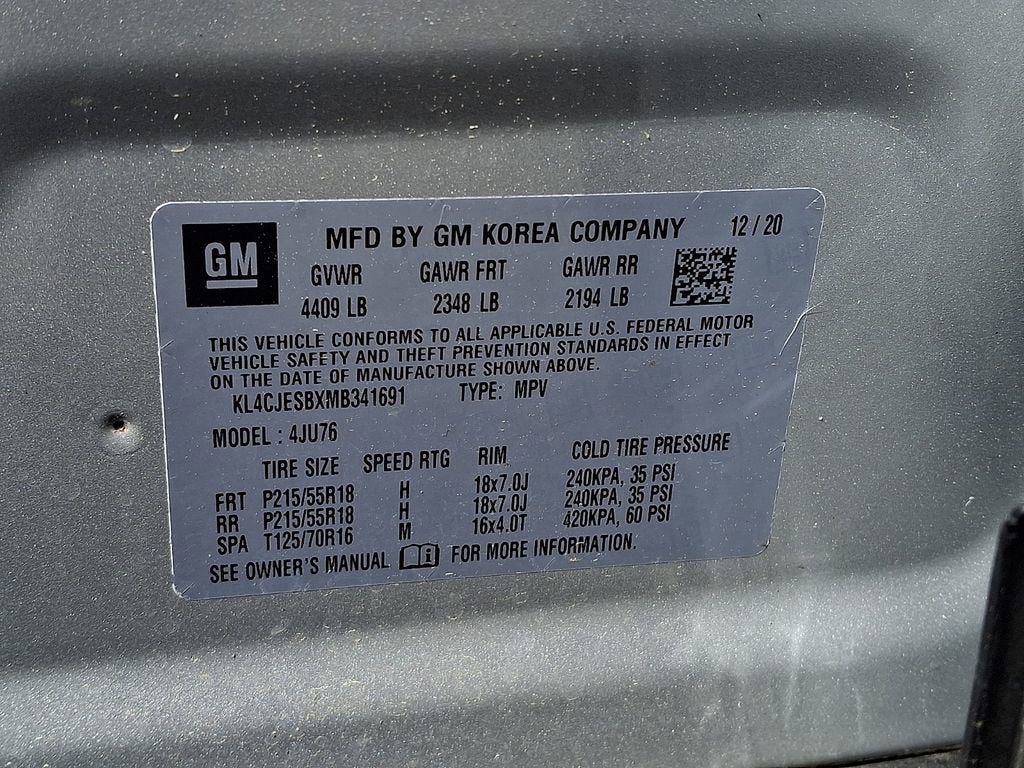 GM
MFD BY GM KOREA COMPANY 12/20
GVWR GAWR FRT GAWR RR
4409 LB 2348 LB 2194 LB
THIS VEHICLE CONFORMS TO ALL APPLICABLE U.S. FEDERAL MOTOR
VEHICLE SAFETY AND THEFT PREVENTION STANDARDS IN EFFECT
ON THE DATE OF MANUFACTURE SHOWN ABOVE.
KL4CJESBXMB341691 TYPE: MPV
MODEL : 4JU76
TIRE SIZE SPEED RTG RIM COLD TIRE PRESSURE
FRT P215/55R18 H 18x7.0J 240KPA, 35 PSI
RR P215/55R18 H 18x7.0J 240KPA, 35 PSI
SPA T125/70R16 M 16x4.0T 420KPA, 60 PSI
SEE OWNER'S MANUAL FOR MORE INFORMATION.